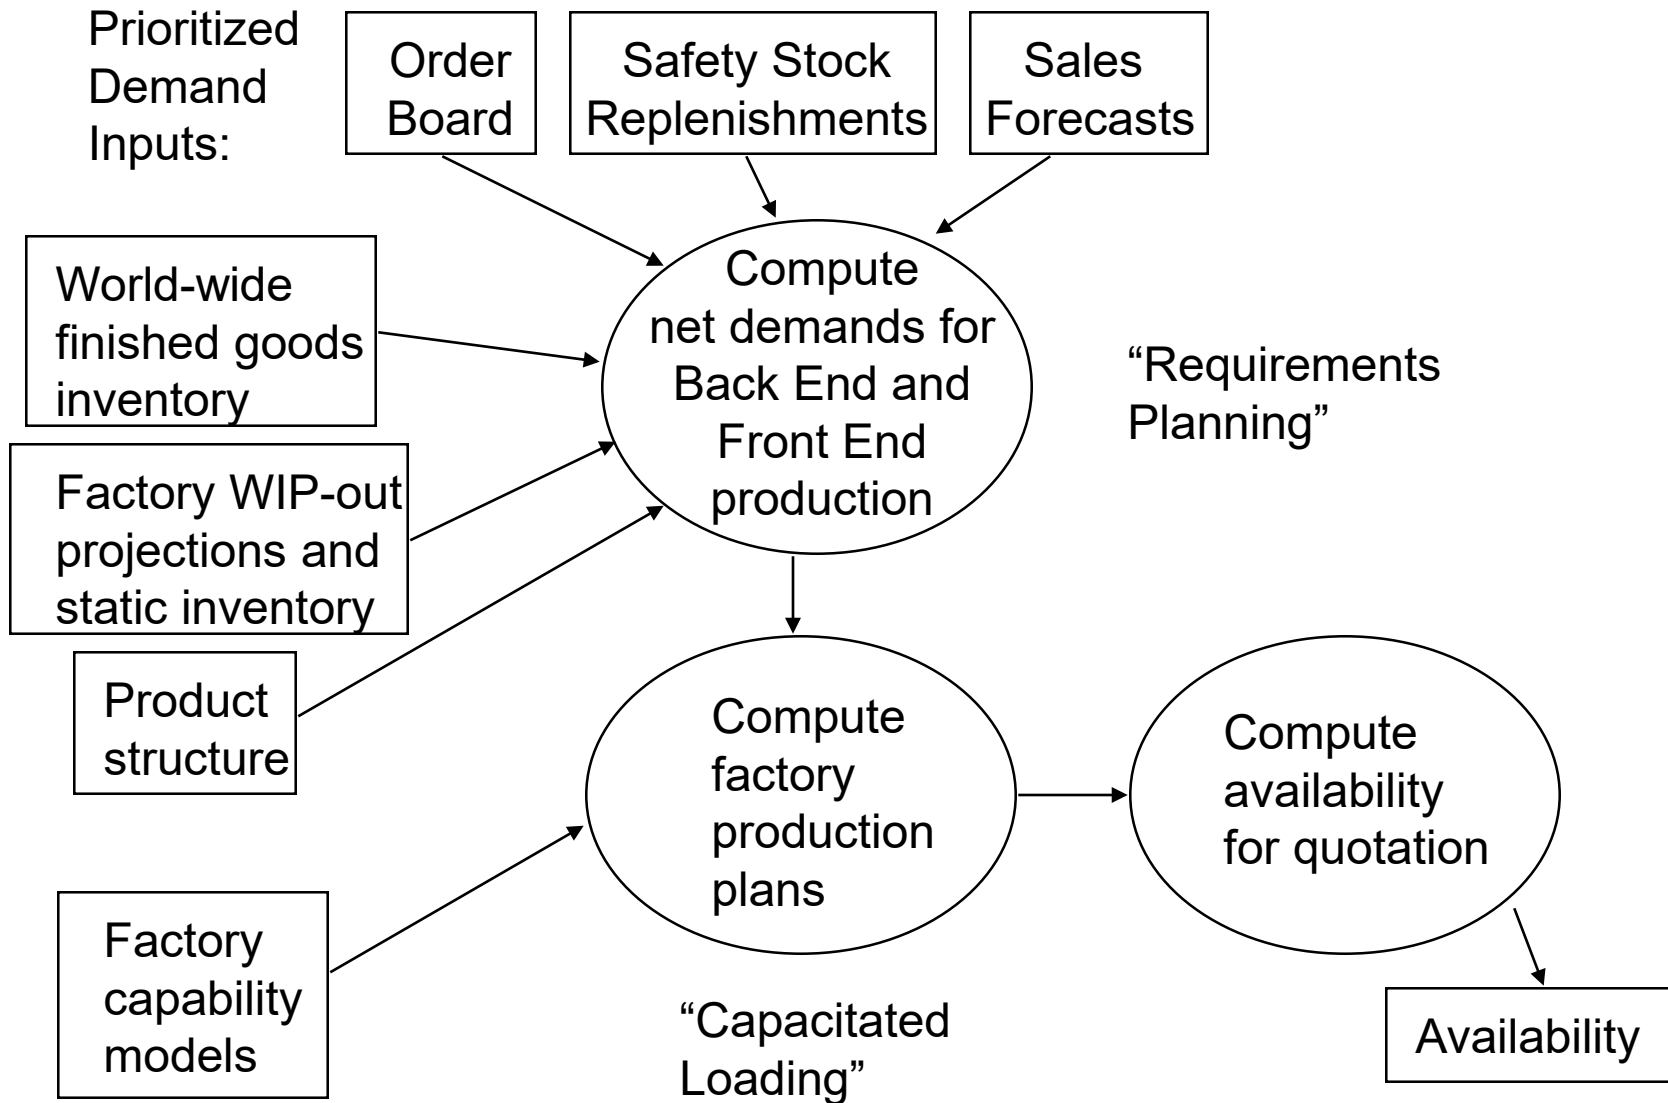 Prioritized
Demand
Inputs:
Order
Board
Safety Stock
Replenishments
Sales
Forecasts
World-wide
finished goods
inventory
Compute
net demands for
Back End and
Front End
production
“Requirements
Planning”
Factory WIP-out
projections and
static inventory
Product
structure
Compute
factory
production
plans
Compute
availability
for quotation
Factory
capability
models
“Capacitated
Loading”
Availability